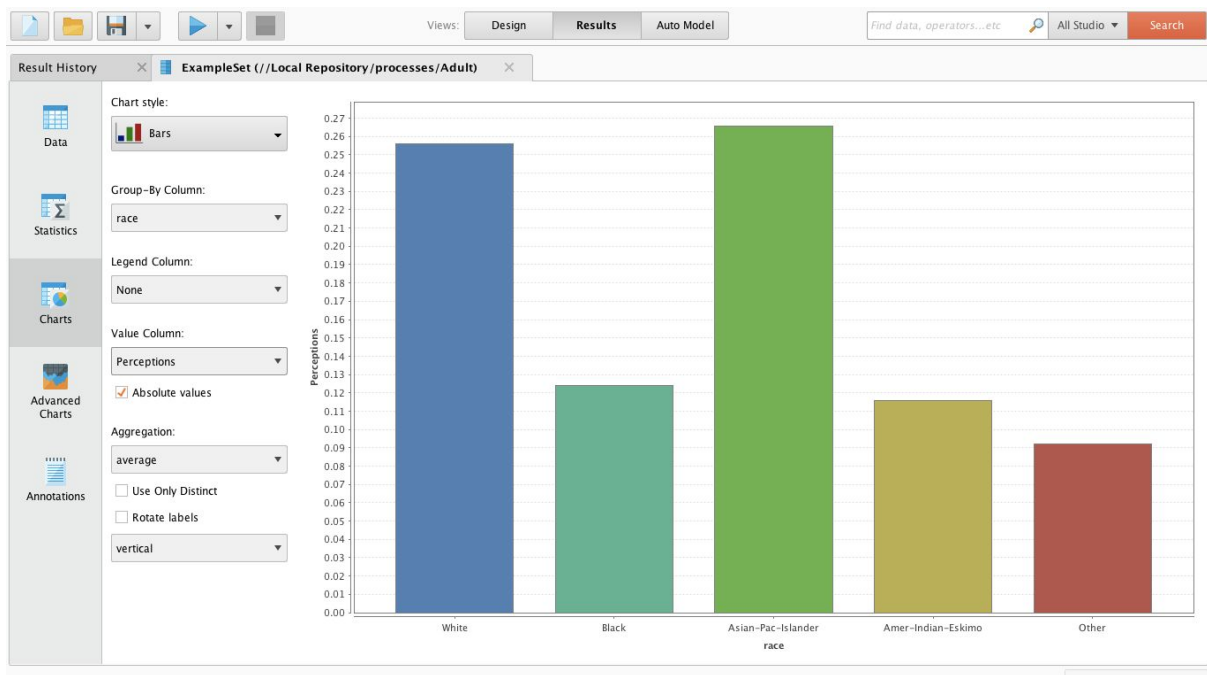 Views: Design Results Auto Model Find data, operators...etc All Studio Search
Result History ExampleSet (//Local Repository/processes/Adult)
Data
Statistics
Charts
Advanced
Charts
Annotations
Chart style:
Bars
Group-By Column:
race
Legend Column:
None
Value Column:
Perceptions
Absolute values
Aggregation:
average
Use Only Distinct
Rotate labels
vertical
Perceptions
0.27
0.26
0.25
0.24
0.23
0.22
0.21
0.20
0.19
0.18
0.17
0.16
0.15
0.14
0.13
0.12
0.11
0.10
0.09
0.08
0.07
0.06
0.05
0.04
0.03
0.02
0.01
0.00
White Black Asian-Pac-Islander Amer-Indian-Eskimo Other
race